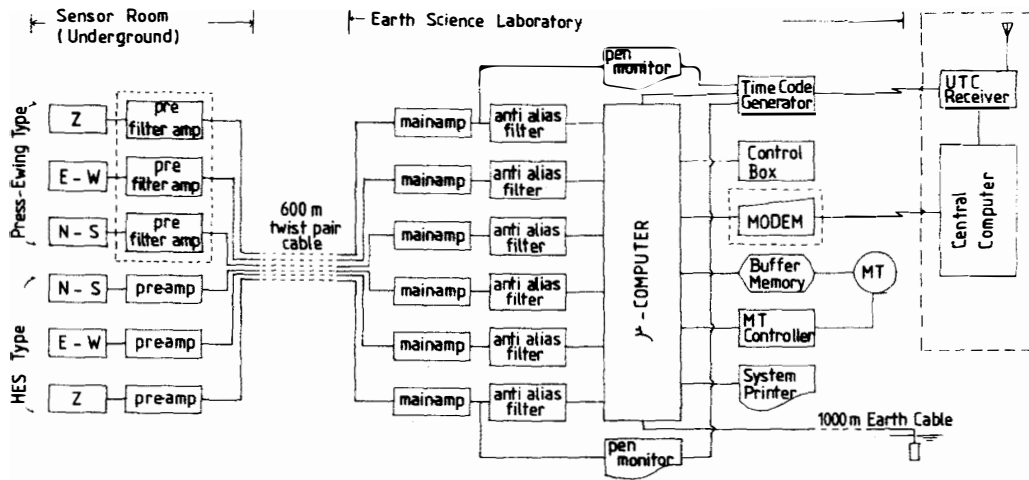 Sensor Room
(Underground)
Earth Science Laboratory
Press-Ewing Type
HES Type
Z
pre
filter amp
E-W
pre
filter amp
N-S
pre
filter amp
N-S
preamp
E-W
preamp
Z
preamp
600 m
twist pair
cable
mainamp
anti alias
filter
mainamp
anti alias
filter
mainamp
anti alias
filter
mainamp
anti alias
filter
mainamp
anti alias
filter
mainamp
anti alias
filter
pen
monitor
pen
monitor
μ-COMPUTER
Time Code
Generator
Control
Box
MODEM
Buffer
Memory
MT
MT
Controller
System
Printer
1000m Earth Cable
UTC
Receiver
Central
Computer